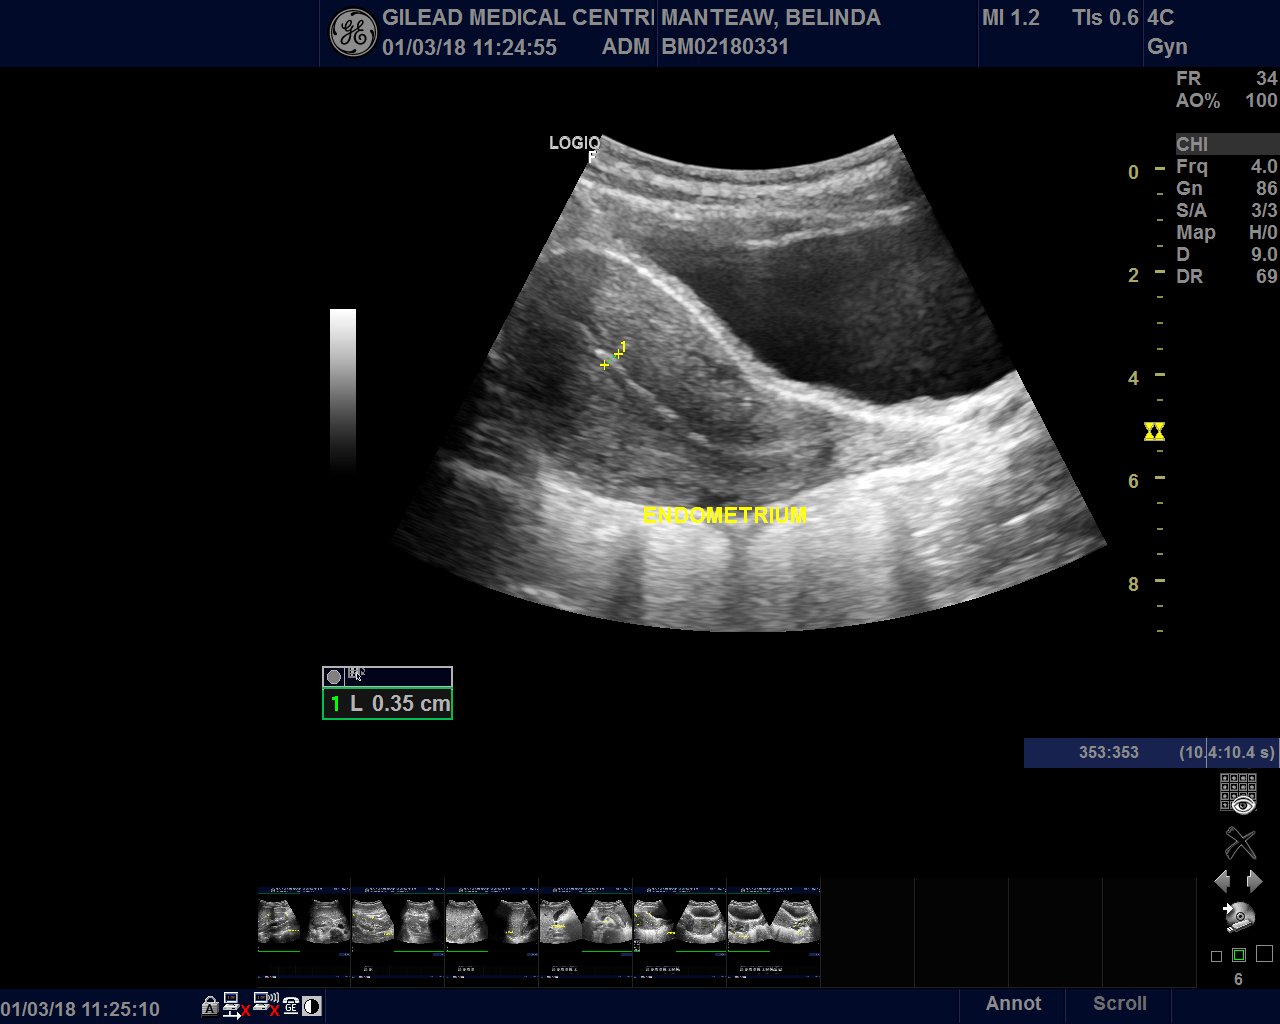 GILEAD MEDICAL CENTR
MANTEAW, BELINDA
MI 1.2
TIs 0.6
4C
01/03/18 11:24:55
ADM
BM02180331
Gyn
FR 34
AO% 100
LOGIQ
CHI
Frq 4.0
Gn 86
S/A 3/3
Map H/0
D 9.0
DR 69
0
2
4
6
8
1
ENDOMETRIUM
1 L 0.35 cm
353:353 (10.4:10.4 s)
6
01/03/18 11:25:10
A
GE
Annot
Scroll